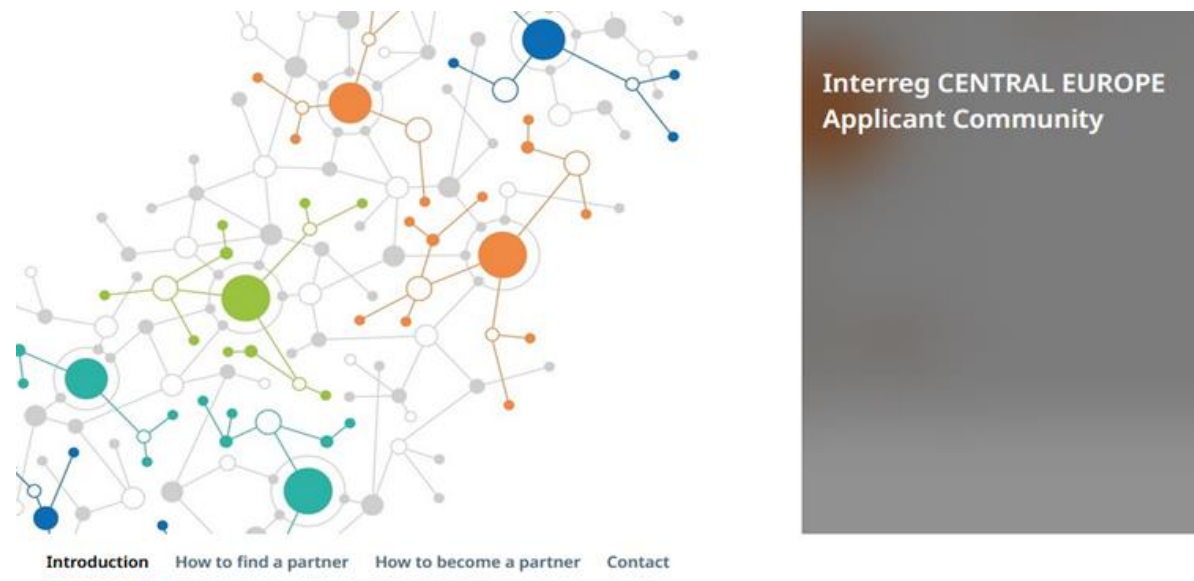 Interreg CENTRAL EUROPE
Applicant Community
Introduction How to find a partner How to become a partner Contact